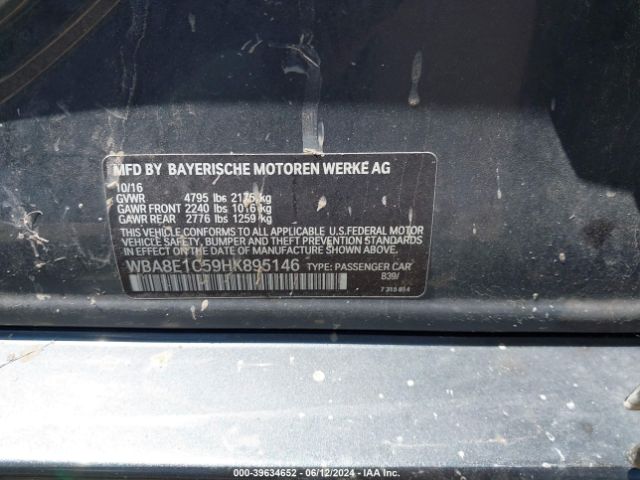 MFD BY BAYERISCHE MOTOREN WERKE AG
10/16
GVWR 4795 lbs 2175 kg
GAWR FRONT 2240 lbs 1016 kg
GAWR REAR 2776 lbs 1259 kg
THIS VEHICLE CONFORMS TO ALL APPLICABLE U.S.FEDERAL MOTOR
VEHICLE SAFETY, BUMPER AND THEFT PREVENTION STANDARDS
IN EFFECT ON THE DATE OF MANUFACTURE SHOWN ABOVE.
WBA8E1C59HK895146 TYPE: PASSENGER CAR
B39/
000-39634652 - 06/12/2024 - IAA Inc.